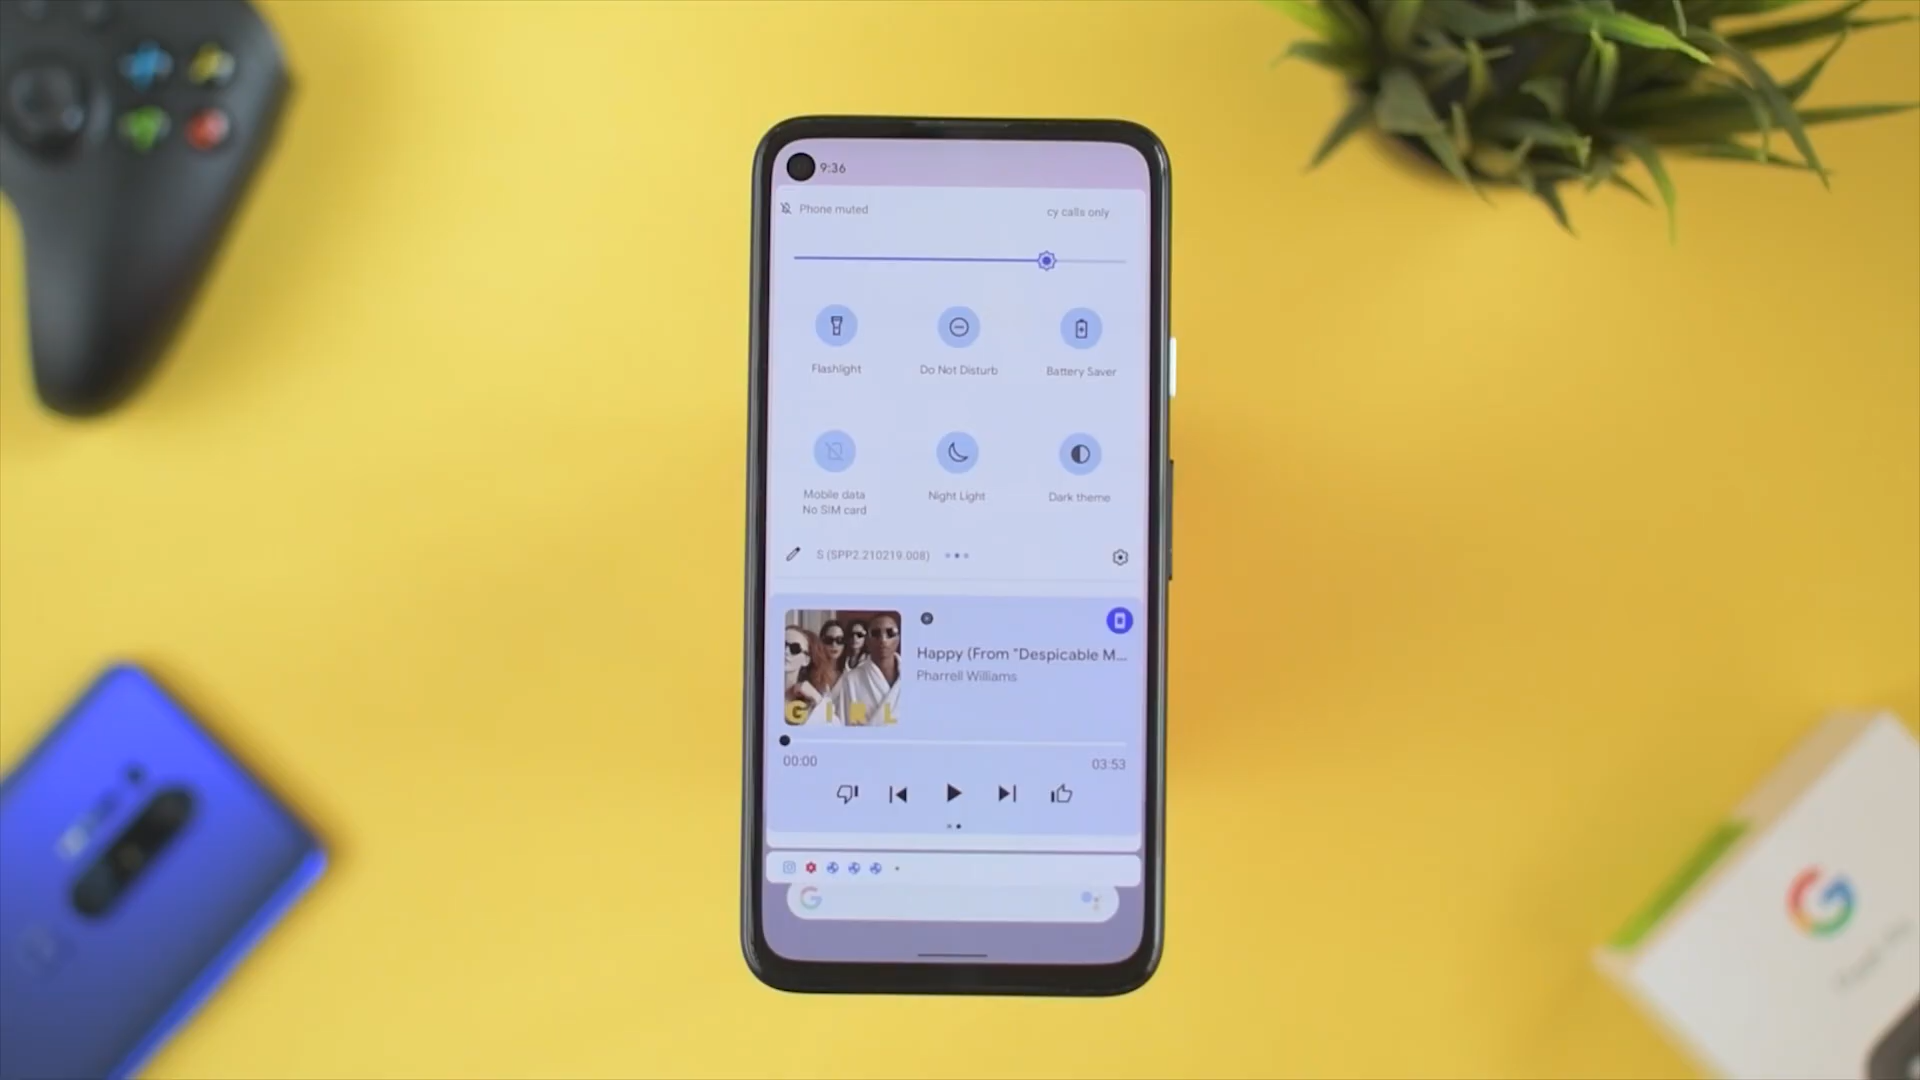 9:36
Phone muted
cy calls only
Flashlight
Do Not Disturb
Battery Saver
Mobile data
No SIM card
Night Light
Dark theme
S (SPP2.210219.008)
Happy (From "Despicable M...
Pharrell Williams
GIRL
00:00
03:53
G
G